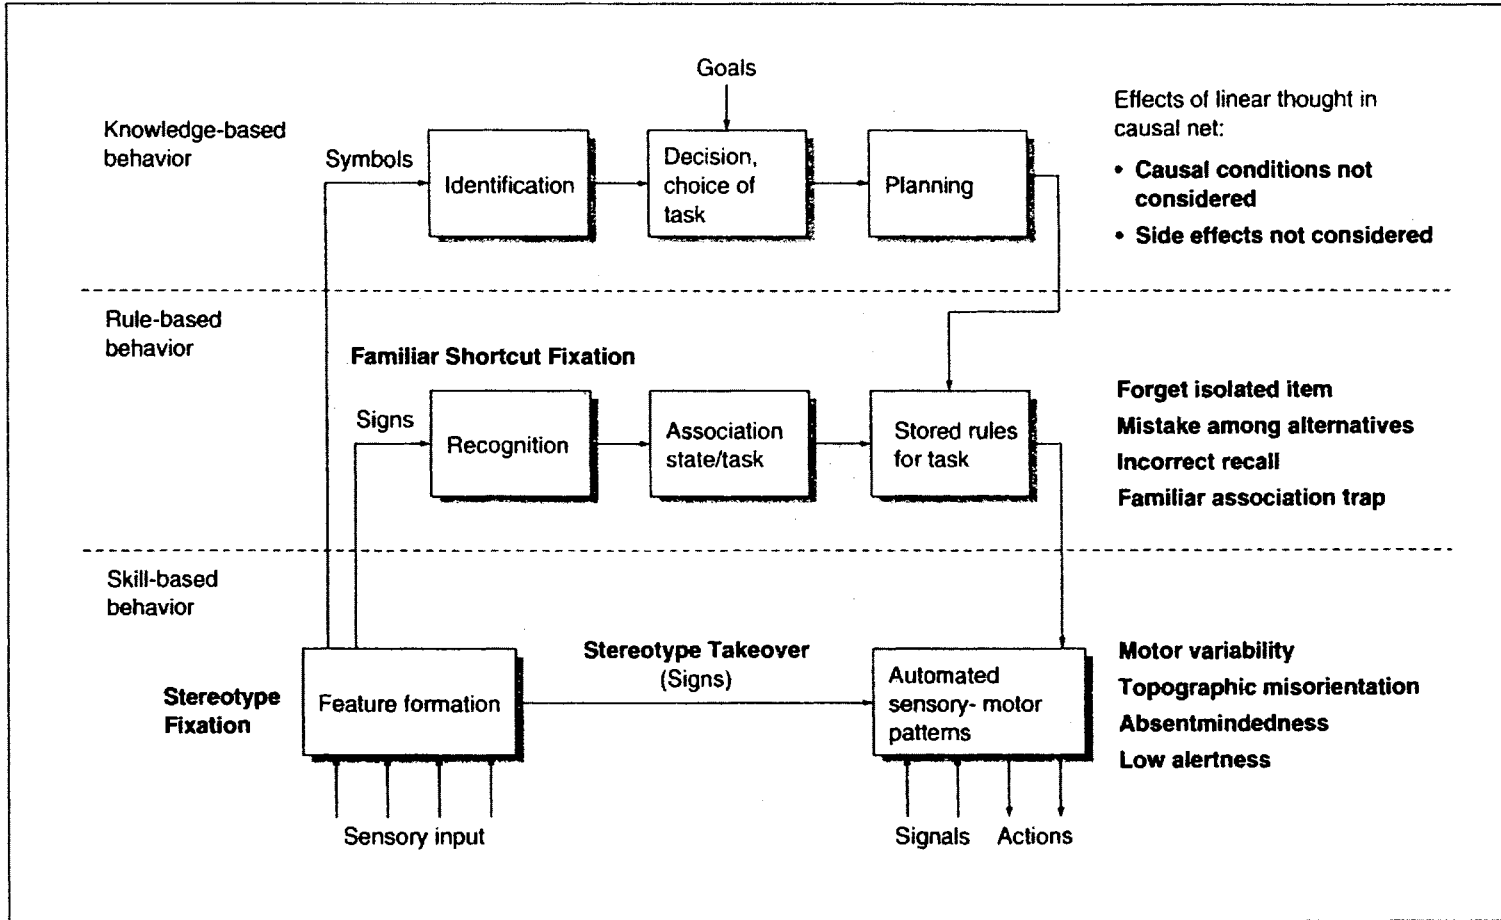 Goals
Knowledge-based
behavior
Symbols
Identification
Decision,
choice of
task
Planning
Effects of linear thought in
causal net:
• Causal conditions not
considered
• Side effects not considered
Rule-based
behavior
Familiar Shortcut Fixation
Signs
Recognition
Association
state/task
Stored rules
for task
Forget isolated item
Mistake among alternatives
Incorrect recall
Familiar association trap
Skill-based
behavior
Stereotype
Fixation
Feature formation
Stereotype Takeover
(Signs)
Automated
sensory- motor
patterns
Motor variability
Topographic misorientation
Absentmindedness
Low alertness
Sensory input
Signals
Actions